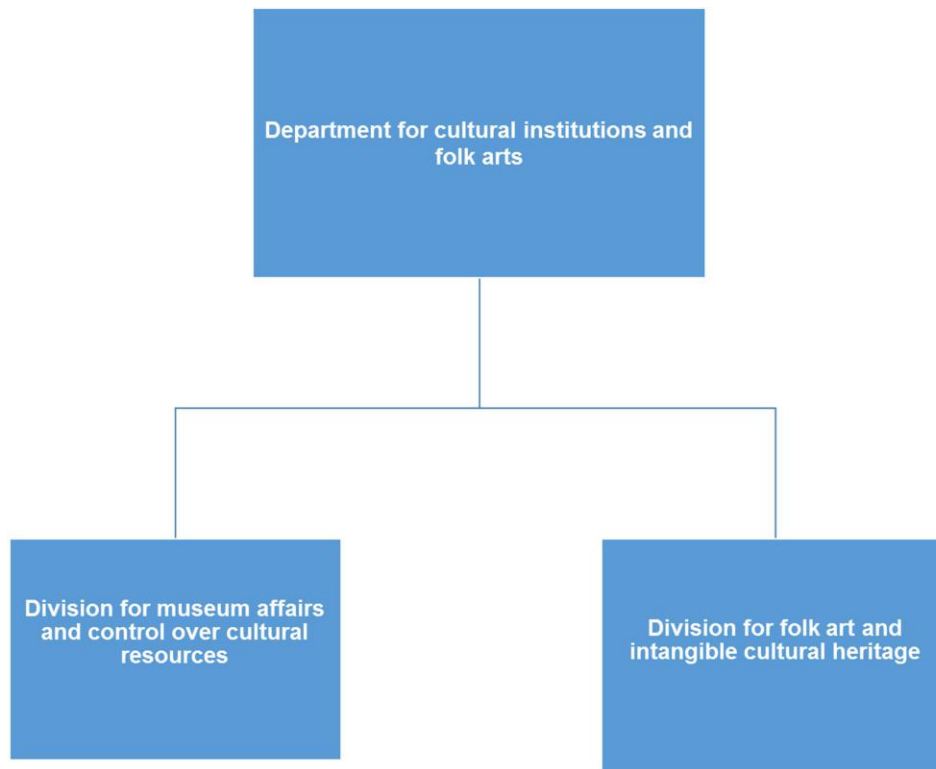 Department for cultural institutions and
folk arts
Division for museum affairs
and control over cultural
resources
Division for folk art and
intangible cultural heritage